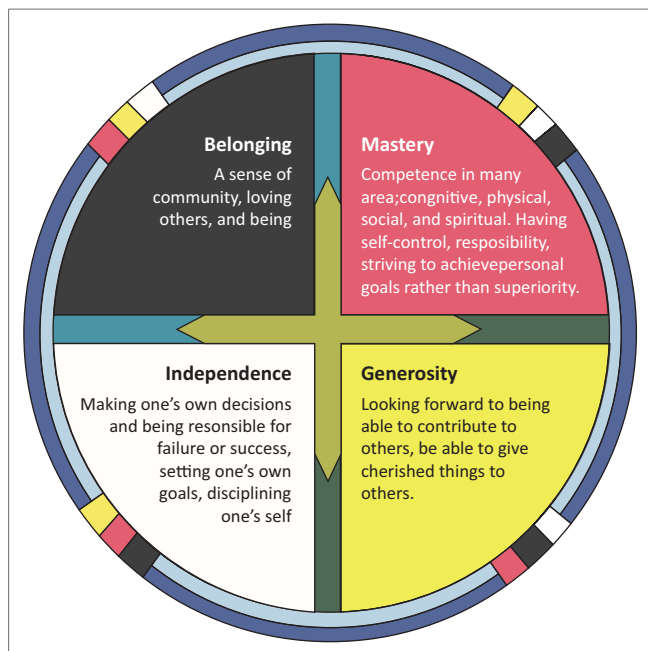 Belonging
A sense of
community, loving
others, and being
Mastery
Competence in many
area;congnitive, physical,
social, and spiritual. Having
self-control, resposibility,
striving to achievepersonal
goals rather than superiority.
Independence
Making one’s own decisions
and being resonsible for
failure or success,
setting one’s own
goals, disciplining
one’s self
Generosity
Looking forward to being
able to contribute to
others, be able to give
cherished things to
others.